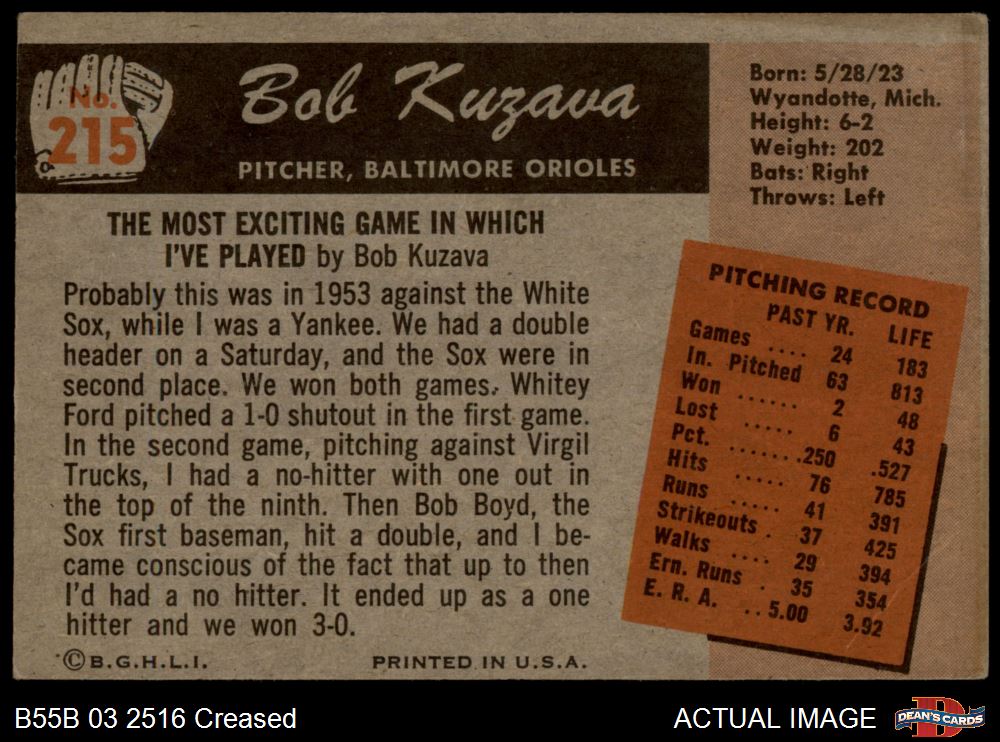 No.
215
Bob Kuzava
PITCHER, BALTIMORE ORIOLES
Born: 5/28/23
Wyandotte, Mich.
Height: 6-2
Weight: 202
Bats: Right
Throws: Left
THE MOST EXCITING GAME IN WHICH
I'VE PLAYED by Bob Kuzava
Probably this was in 1953 against the White
Sox, while I was a Yankee. We had a double
header on a Saturday, and the Sox were in
second place. We won both games. Whitey
Ford pitched a 1-0 shutout in the first game.
In the second game, pitching against Virgil
Trucks, I had a no-hitter with one out in
the top of the ninth. Then Bob Boyd, the
Sox first baseman, hit a double, and I be-
came conscious of the fact that up to then
I'd had a no hitter. It ended up as a one
hitter and we won 3-0.
PITCHING RECORD
PAST YR. LIFE
Games .... 24 183
In. Pitched 63 813
Won ...... 2 48
Lost ..... 6 43
Pct. ....... .250 .527
Hits ..... 76 785
Runs ..... 41 391
Strikeouts . 37 425
Walks .... 29 394
Ern. Runs . 35 354
E. R. A. .. 5.00 3.92
©B.G.H.L.I. PRINTED IN U.S.A.
B55B 03 2516 Creased
ACTUAL IMAGE
D
DEAN'S CARDS